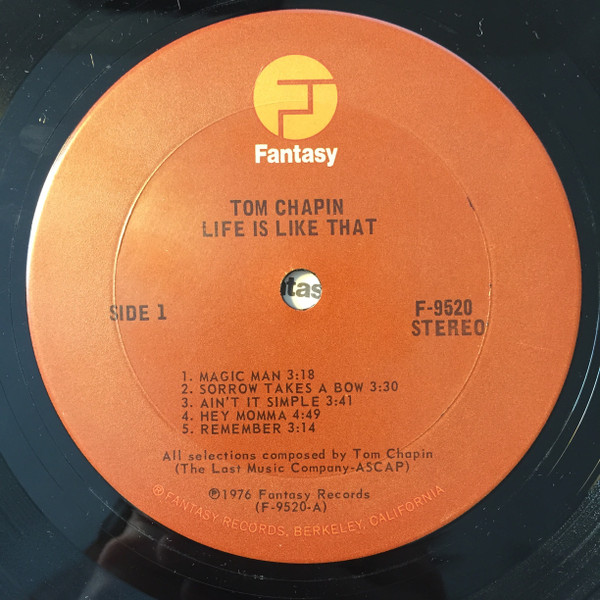 Fantasy
TOM CHAPIN
LIFE IS LIKE THAT
tas
SIDE 1
F-9520
STEREO
1. MAGIC MAN 3:18
2. SORROW TAKES A BOW 3:30
3. AIN'T IT SIMPLE 3:41
4. HEY MOMMA 4:49
5. REMEMBER 3:14
All selections composed by Tom Chapin
(The Last Music Company-ASCAP)
℗1976 Fantasy Records
(F-9520-A)
®FANTASY RECORDS, BERKELEY, CALIFORNIA